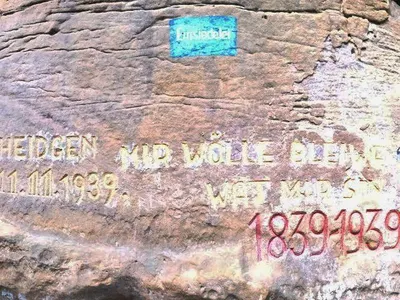 Einsiedelei
HEIDGEN
11.11.1939.
MIR WÖLLE BLEIWE
WAT MIR SIN
1839 1939